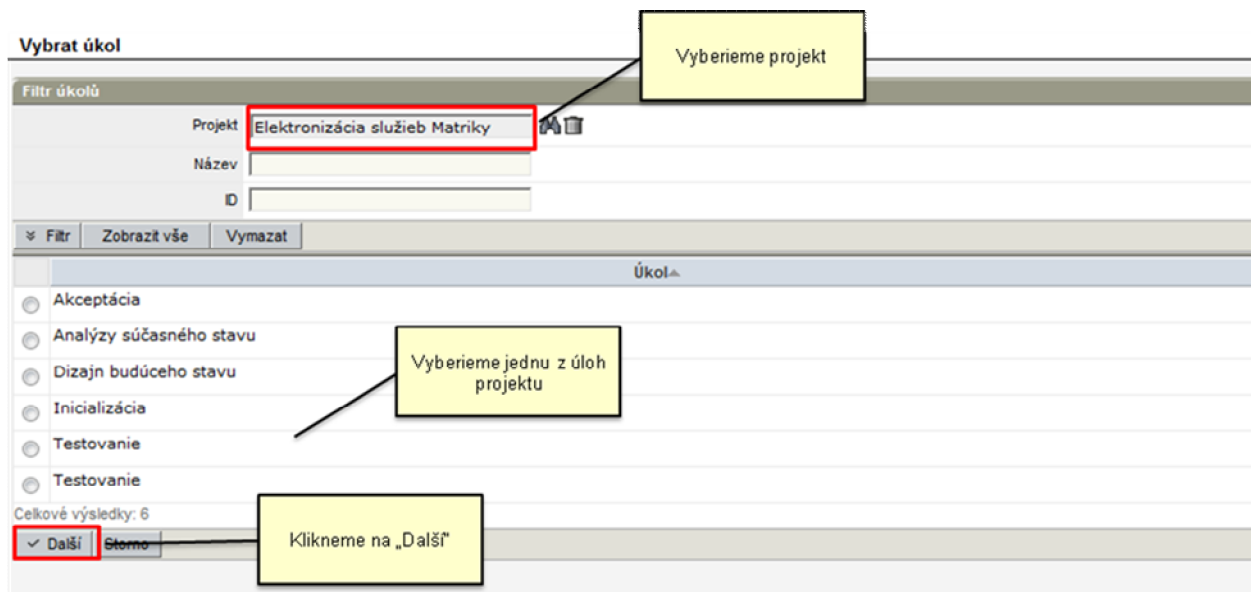 Vybrat úkol
Vyberieme projekt
Filtr úkolů
Projekt Elektronizácia služieb Matriky
Název
ID
Filtr Zobrazit vše Vymazat
Úkol
Akceptácia
Analýzy súčasného stavu
Dizajn budúceho stavu
Vyberieme jednu z úloh
projektu
Inicializácia
Testovanie
Testovanie
Celkové výsledky: 6
Další Storno
Klikneme na „Další"